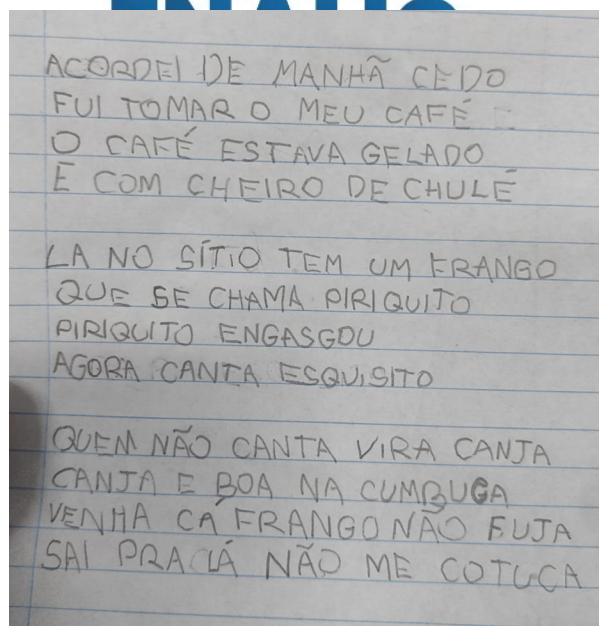 ACORDEI DE MANHÃ CEDO
FUI TOMAR O MEU CAFÉ
O CAFÉ ESTAVA GELADO
E COM CHEIRO DE CHULÉ
LA NO SÍTIO TEM UM FRANGO
QUE SE CHAMA PIRIQUITO
PIRIQUITO ENGASGOU
AGORA CANTA ESQUISITO
QUEM NÃO CANTA VIRA CANJA
CANJA E BOA NA CUMBUGA
VENHA CÁ FRANGO NÃO FUJA
SAI PRA LÁ NÃO ME COTUCA